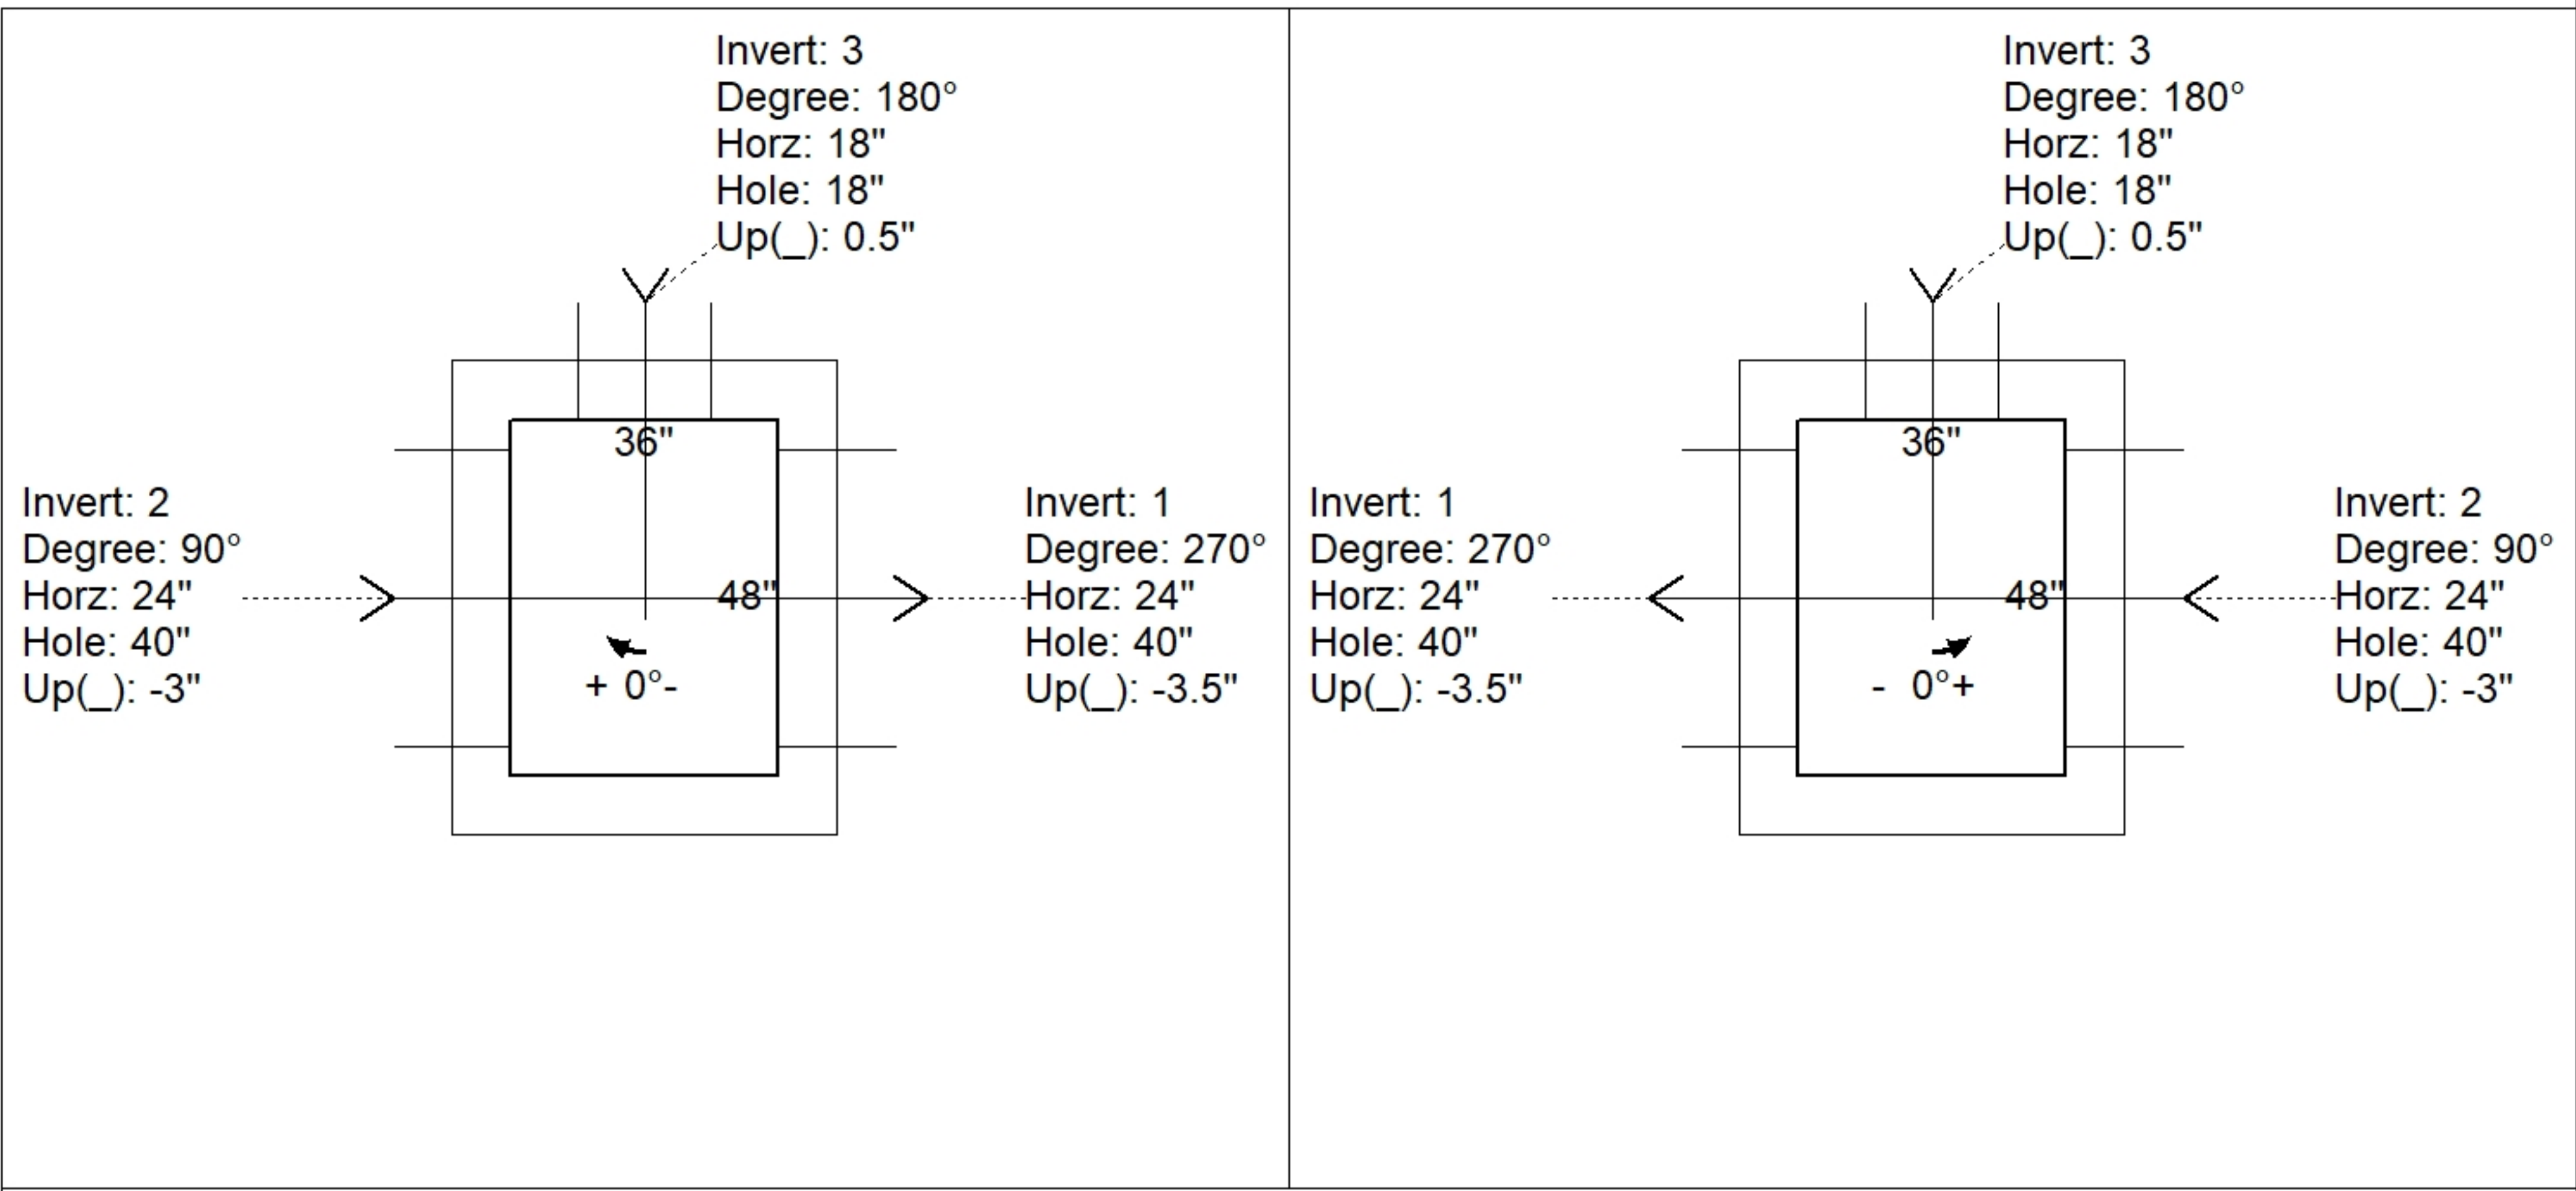 Invert: 3
Degree: 180°
Horz: 18"
Hole: 18"
Up(_): 0.5"
36"
Invert: 2
Degree: 90°
Horz: 24"
Hole: 40"
Up(_): -3"
48"
+ 0°-
Invert: 1
Degree: 270°
Horz: 24"
Hole: 40"
Up(_): -3.5"
Invert: 3
Degree: 180°
Horz: 18"
Hole: 18"
Up(_): 0.5"
36"
Invert: 1
Degree: 270°
Horz: 24"
Hole: 40"
Up(_): -3.5"
48"
- 0°+
Invert: 2
Degree: 90°
Horz: 24"
Hole: 40"
Up(_): -3"